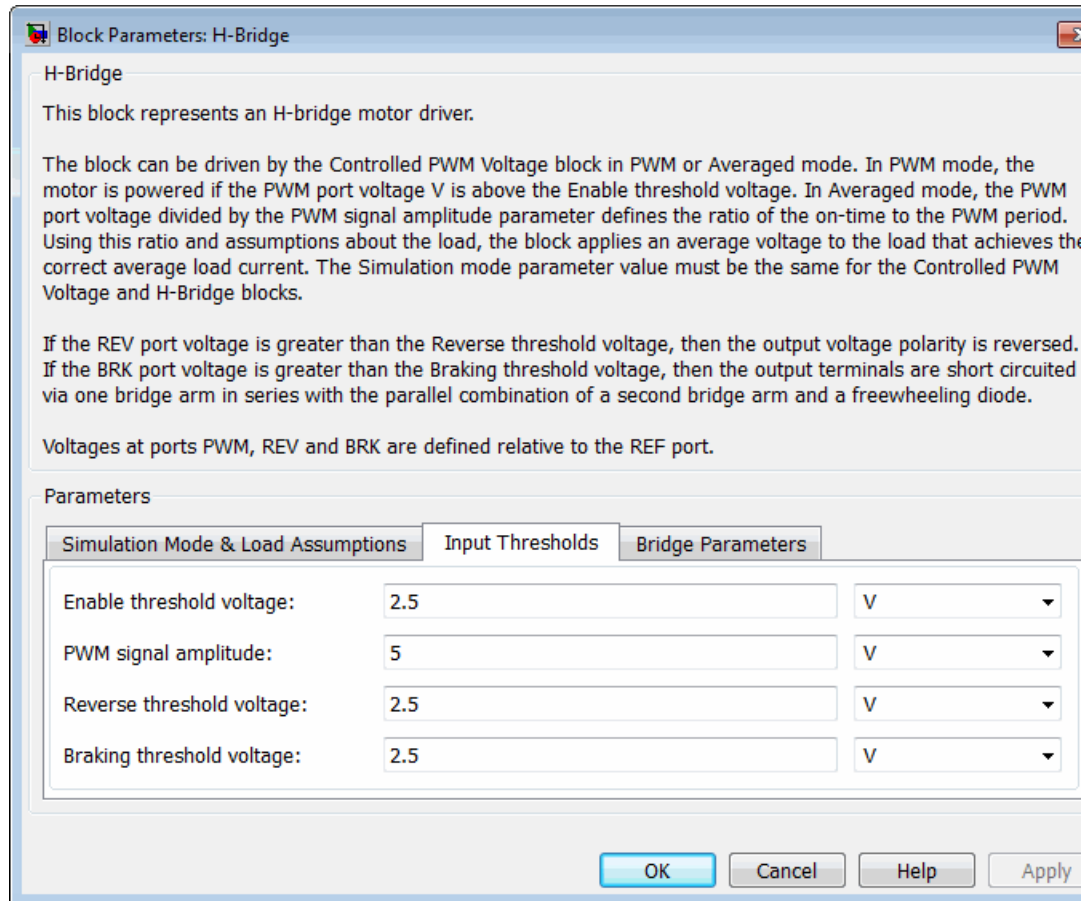 Block Parameters: H-Bridge
H-Bridge
This block represents an H-bridge motor driver.
The block can be driven by the Controlled PWM Voltage block in PWM or Averaged mode. In PWM mode, the
motor is powered if the PWM port voltage V is above the Enable threshold voltage. In Averaged mode, the PWM
port voltage divided by the PWM signal amplitude parameter defines the ratio of the on-time to the PWM period.
Using this ratio and assumptions about the load, the block applies an average voltage to the load that achieves the
correct average load current. The Simulation mode parameter value must be the same for the Controlled PWM
Voltage and H-Bridge blocks.
If the REV port voltage is greater than the Reverse threshold voltage, then the output voltage polarity is reversed.
If the BRK port voltage is greater than the Braking threshold voltage, then the output terminals are short circuited
via one bridge arm in series with the parallel combination of a second bridge arm and a freewheeling diode.
Voltages at ports PWM, REV and BRK are defined relative to the REF port.
Parameters
Simulation Mode & Load Assumptions Input Thresholds Bridge Parameters
Enable threshold voltage: 2.5 V
PWM signal amplitude: 5 V
Reverse threshold voltage: 2.5 V
Braking threshold voltage: 2.5 V
OK Cancel Help Apply